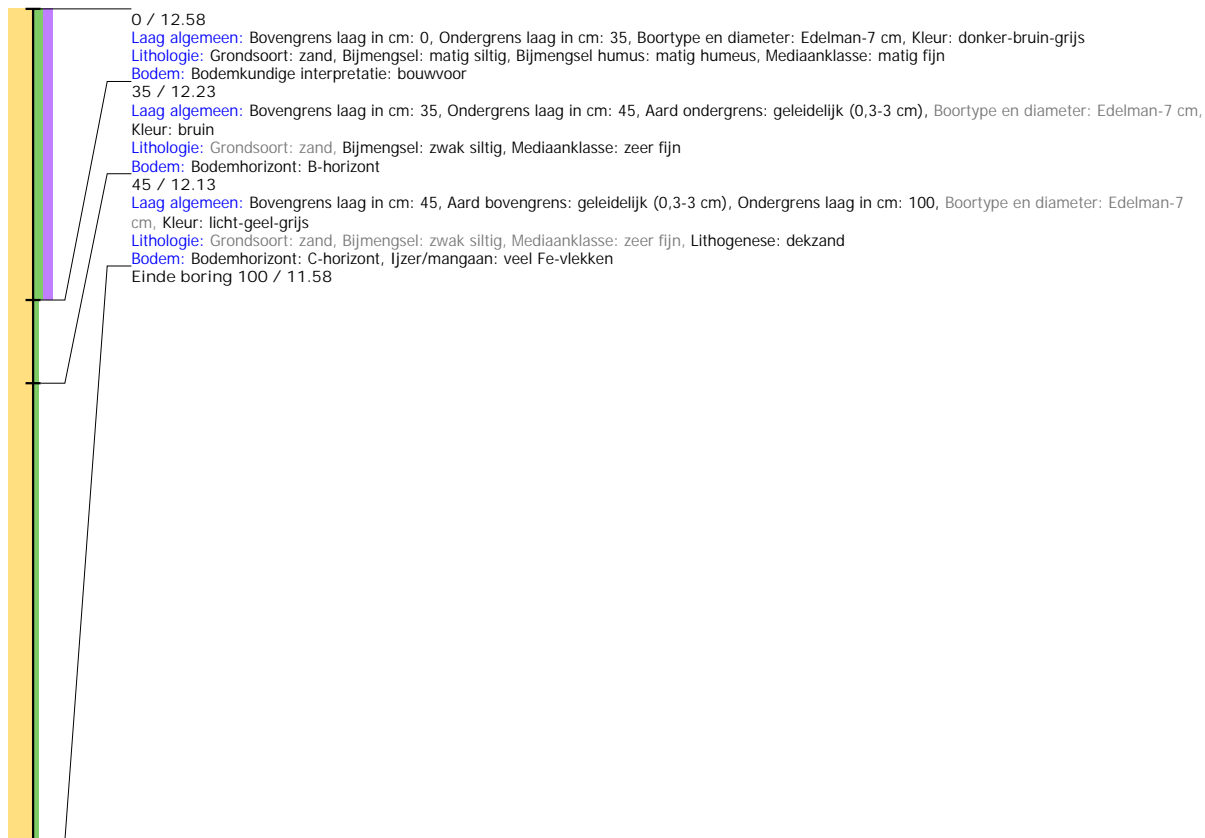 0 / 12.58
Laag algemeen: Bovengrens laag in cm: 0, Ondergrens laag in cm: 35, Boortype en diameter: Edelman-7 cm, Kleur: donker-bruin-grijs
Lithologie: Grondsoort: zand, Bijmengsel: matig siltig, Bijmengsel humus: matig humeus, Mediaanklasse: matig fijn
Bodem: Bodemkundige interpretatie: bouwvoor
35 / 12.23
Laag algemeen: Bovengrens laag in cm: 35, Ondergrens laag in cm: 45, Aard ondergrens: geleidelijk (0,3-3 cm), Boortype en diameter: Edelman-7 cm,
Kleur: bruin
Lithologie: Grondsoort: zand, Bijmengsel: zwak siltig, Mediaanklasse: zeer fijn
Bodem: Bodemhorizont: B-horizont
45 / 12.13
Laag algemeen: Bovengrens laag in cm: 45, Aard bovengrens: geleidelijk (0,3-3 cm), Ondergrens laag in cm: 100, Boortype en diameter: Edelman-7
cm, Kleur: licht-geel-grijs
Lithologie: Grondsoort: zand, Bijmengsel: zwak siltig, Mediaanklasse: zeer fijn, Lithogenese: dekzand
Bodem: Bodemhorizont: C-horizont, Ijzer/mangaan: veel Fe-vlekken
Einde boring 100 / 11.58